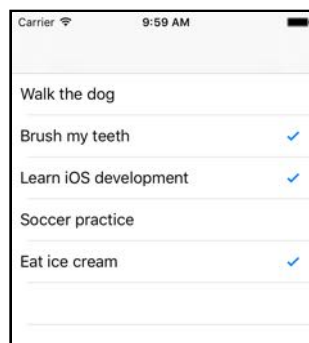 Carrier 9:59 AM
Walk the dog
Brush my teeth
Learn iOS development
Soccer practice
Eat ice cream